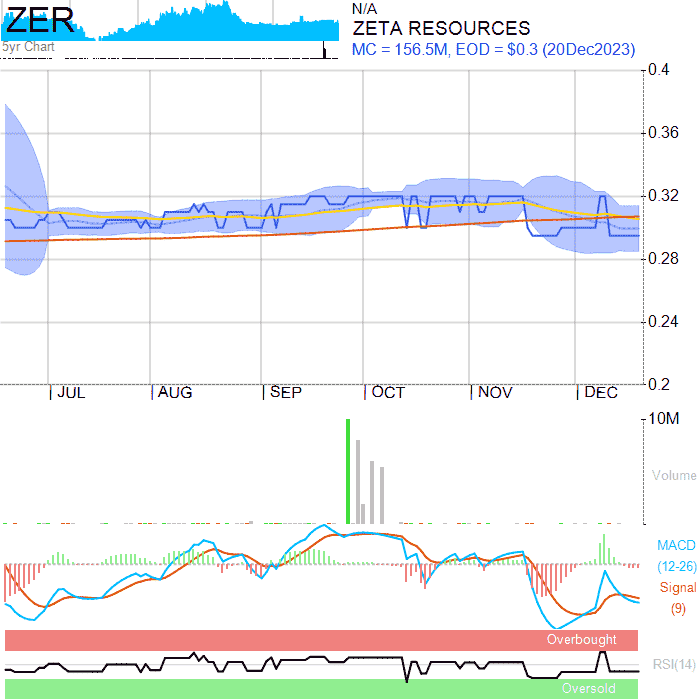 ZER
N/A
ZETA RESOURCES
5yr Chart
MC = 156.5M, EOD = $0.3 (20Dec2023)
0.4
0.36
0.32
0.28
0.24
0.2
JUL AUG SEP OCT NOV DEC
10M
Volume
MACD
(12-26)
Signal
(9)
Overbought
RSI(14)
Oversold